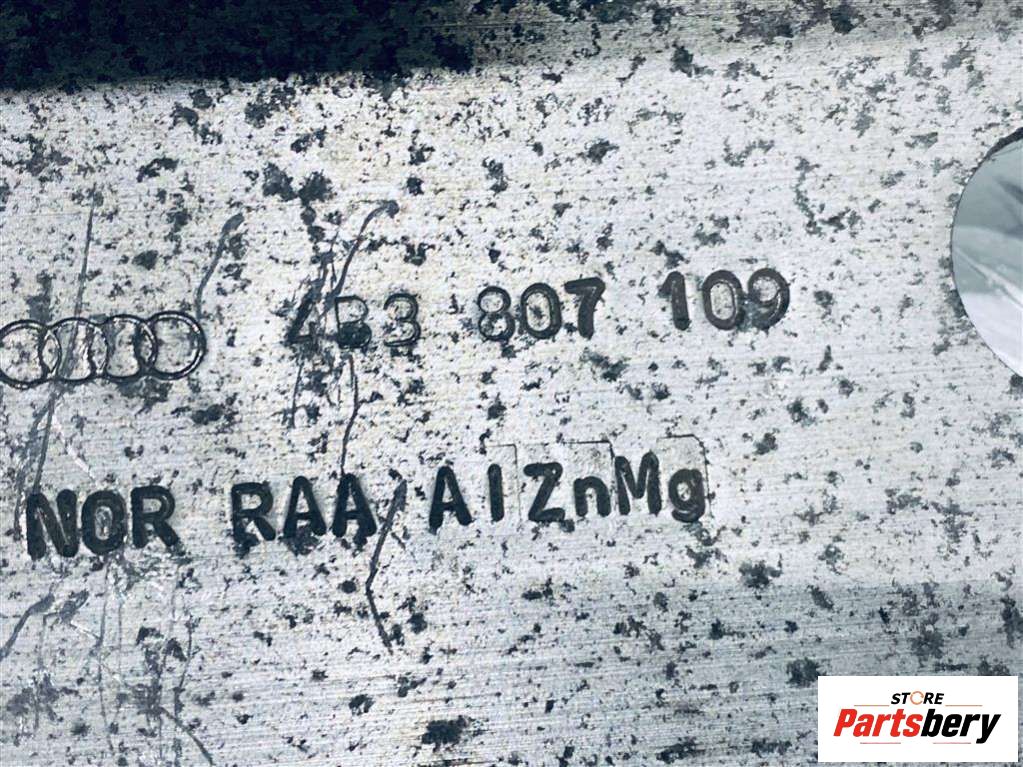 4B3 807 109
NOR RAA AlZnMg
STORE
Partsbery